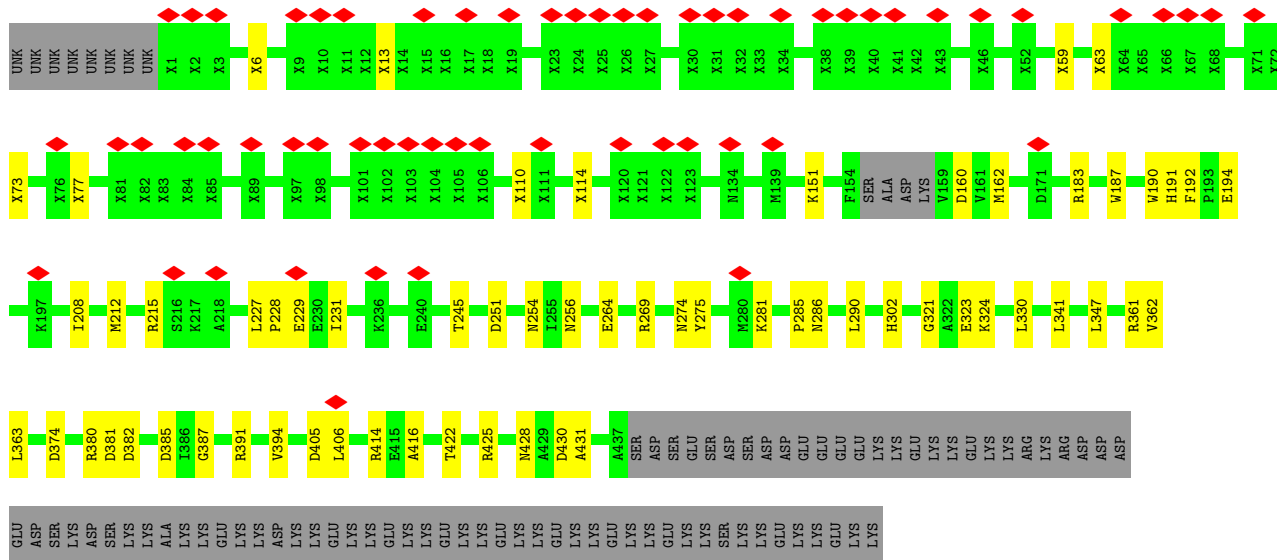 UNK UNK UNK UNK UNK UNK UNK X1 X2 X3 X6 X9 X10 X11 X12 X13 X14 X15 X16 X17 X18 X19 X23 X24 X25 X26 X27 X30 X31 X32 X33 X34 X38 X39 X40 X41 X42 X43 X46 X52 X59 X63 X64 X65 X66 X67 X68 X71 X72
X73 X76 X77 X81 X82 X83 X84 X85 X89 X97 X98 X101 X102 X103 X104 X105 X106 X110 X111 X114 X120 X121 X122 X123 N134 M139 K151 F154 SER ALA ASP LYS V159 D160 V161 M162 D171 R183 W187 W190 H191 F192 P193 E194
K197 I208 M212 R215 S216 K217 A218 L227 P228 E229 E230 I231 K236 E240 T245 D251 N254 I255 N256 E264 R269 N274 Y275 M280 K281 P285 N286 L290 H302 G321 A322 E323 K324 L330 L341 L347 R361 V362
L363 D374 R380 D381 D382 D385 I386 G387 R391 V394 D405 L406 R414 E415 A416 T422 R425 N428 A429 D430 A431 A437 SER ASP SER GLU SER ASP SER ASP ASP GLU GLU GLU GLU LYS LYS GLU LYS LYS GLU LYS LYS ARG LYS ARG ASP ASP ASP
GLU ASP SER LYS ASP SER LYS LYS ALA LYS GLU LYS LYS ASP LYS LYS GLU LYS LYS GLU LYS LYS GLU LYS LYS GLU LYS LYS GLU LYS LYS GLU LYS LYS GLU LYS LYS SER LYS LYS GLU LYS LYS GLU LYS LYS